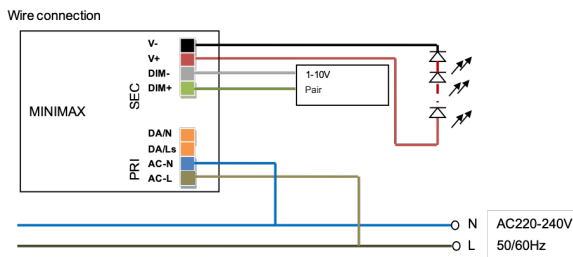 Wire connection
MINIMAX
SEC
V-
V+
DIM-
DIM+
1-10V
Pair
PRI
DA/N
DA/Ls
AC-N
AC-L
N AC220-240V
L 50/60Hz